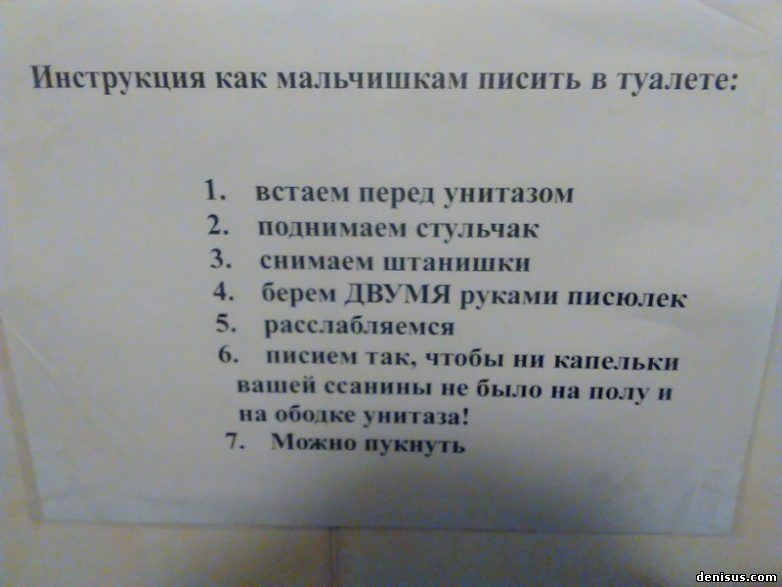 Инструкция как мальчишкам писить в туалете:
1. встаем перед унитазом
2. поднимаем стульчак
3. снимаем штанишки
4. берем ДВУМЯ руками писюлек
5. расслабляемся
6. писием так, чтобы ни капельки
вашей ссанины не было на полу и
на ободке унитаза!
7. Можно пукнуть
denisus.com